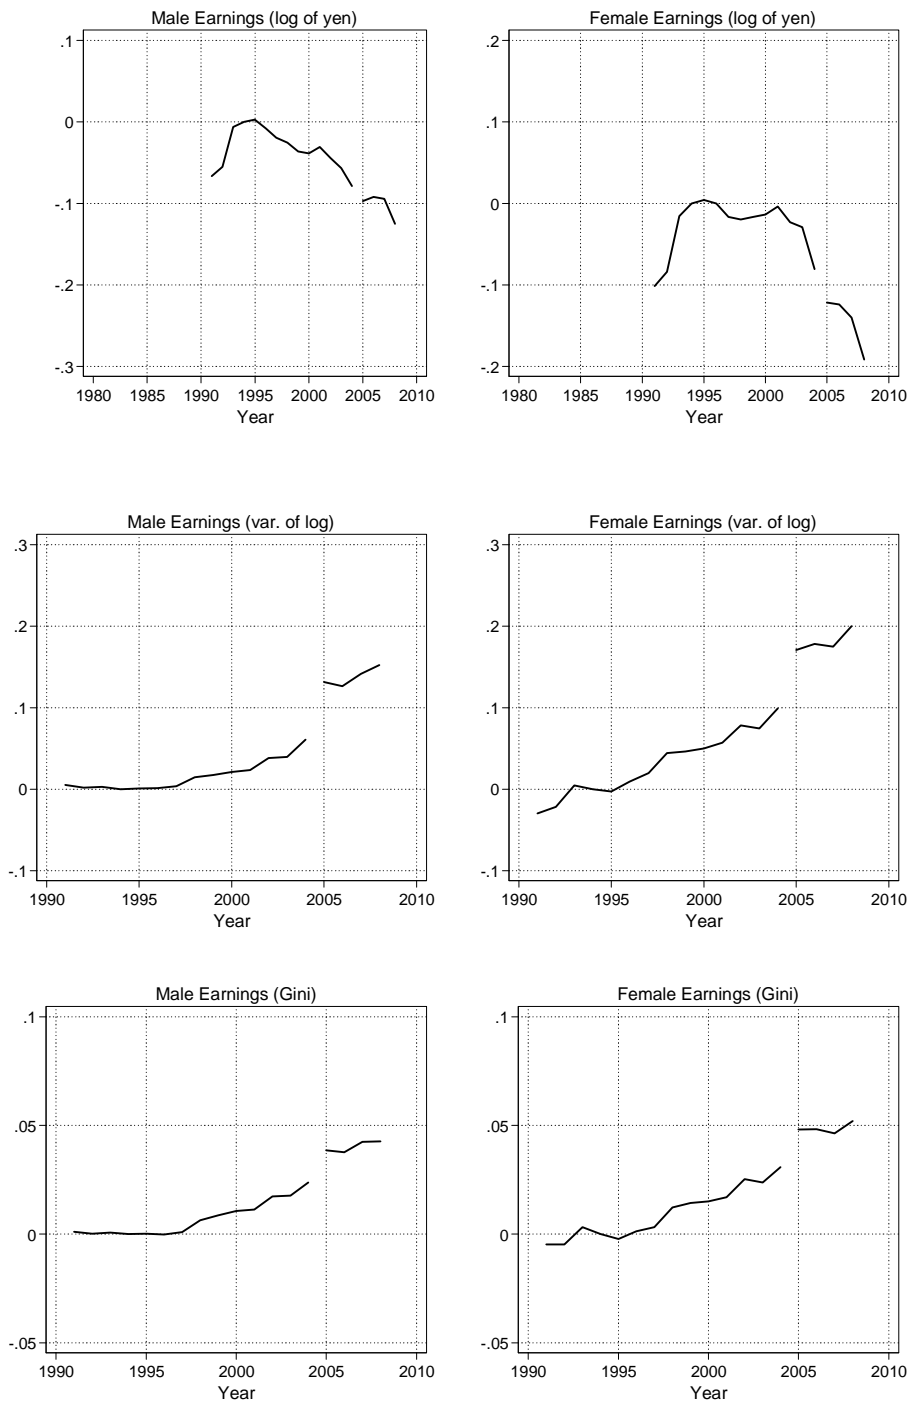 Male Earnings (log of yen)
.1
0
-.1
-.2
-.3
1980 1985 1990 1995 2000 2005 2010
Year
Female Earnings (log of yen)
.2
.1
0
-.1
-.2
1980 1985 1990 1995 2000 2005 2010
Year
Male Earnings (var. of log)
.3
.2
.1
0
-.1
1990 1995 2000 2005 2010
Year
Female Earnings (var. of log)
.3
.2
.1
0
-.1
1990 1995 2000 2005 2010
Year
Male Earnings (Gini)
.1
.05
0
-.05
1990 1995 2000 2005 2010
Year
Female Earnings (Gini)
.1
.05
0
-.05
1990 1995 2000 2005 2010
Year